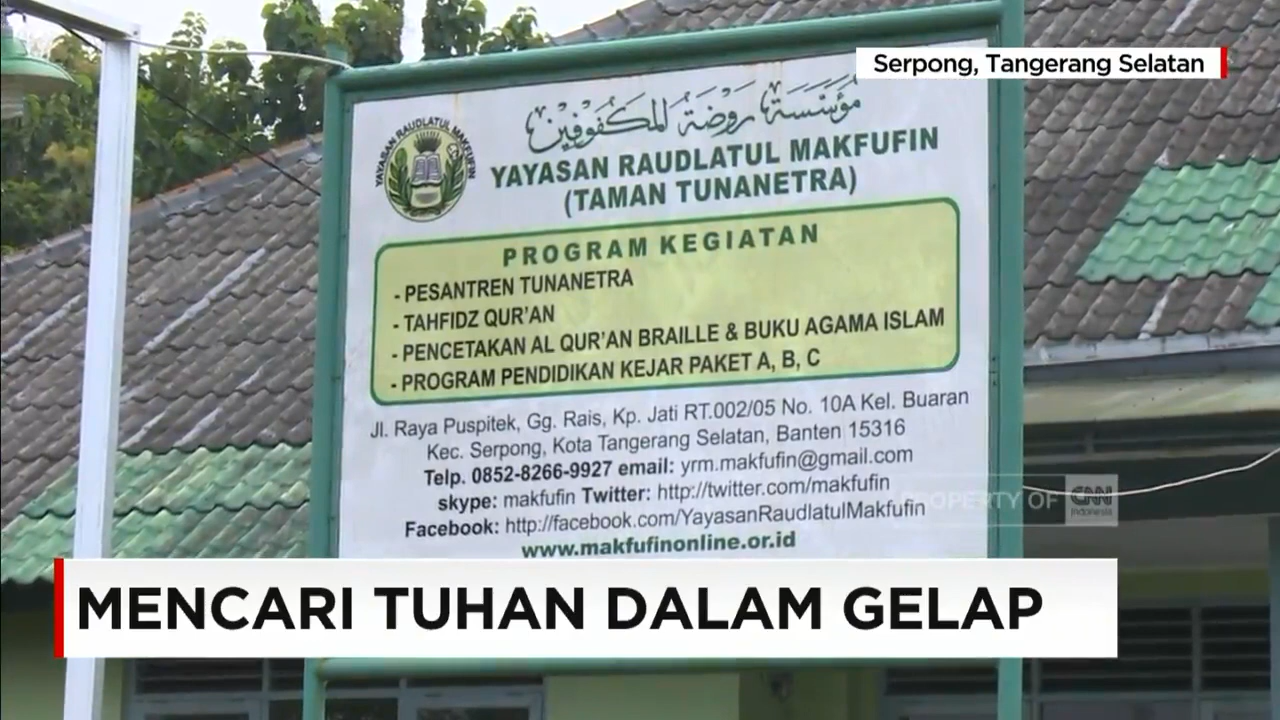 Serpong, Tangerang Selatan
مؤسسة روضة المكفوفين
YAYASAN RAUDLATUL MAKFUFIN
YAYASAN RAUDLATUL MAKFUFIN
(TAMAN TUNANETRA)
PROGRAM KEGIATAN
- PESANTREN TUNANETRA
- TAHFIDZ QUR'AN
- PENCETAKAN AL QUR'AN BRAILLE & BUKU AGAMA ISLAM
- PROGRAM PENDIDIKAN KEJAR PAKET A, B, C
Jl. Raya Puspitek, Gg. Rais, Kp. Jati RT.002/05 No. 10A Kel. Buaran
Kec. Serpong, Kota Tangerang Selatan, Banten 15316
Telp. 0852-8266-9927 email: yrm.makfufin@gmail.com
skype: makfufin Twitter: http://twitter.com/makfufin
Facebook: http://facebook.com/YayasanRaudlatulMakfufin
www.makfufinonline.or.id
PROPERTY OF CNN Indonesia
MENCARI TUHAN DALAM GELAP